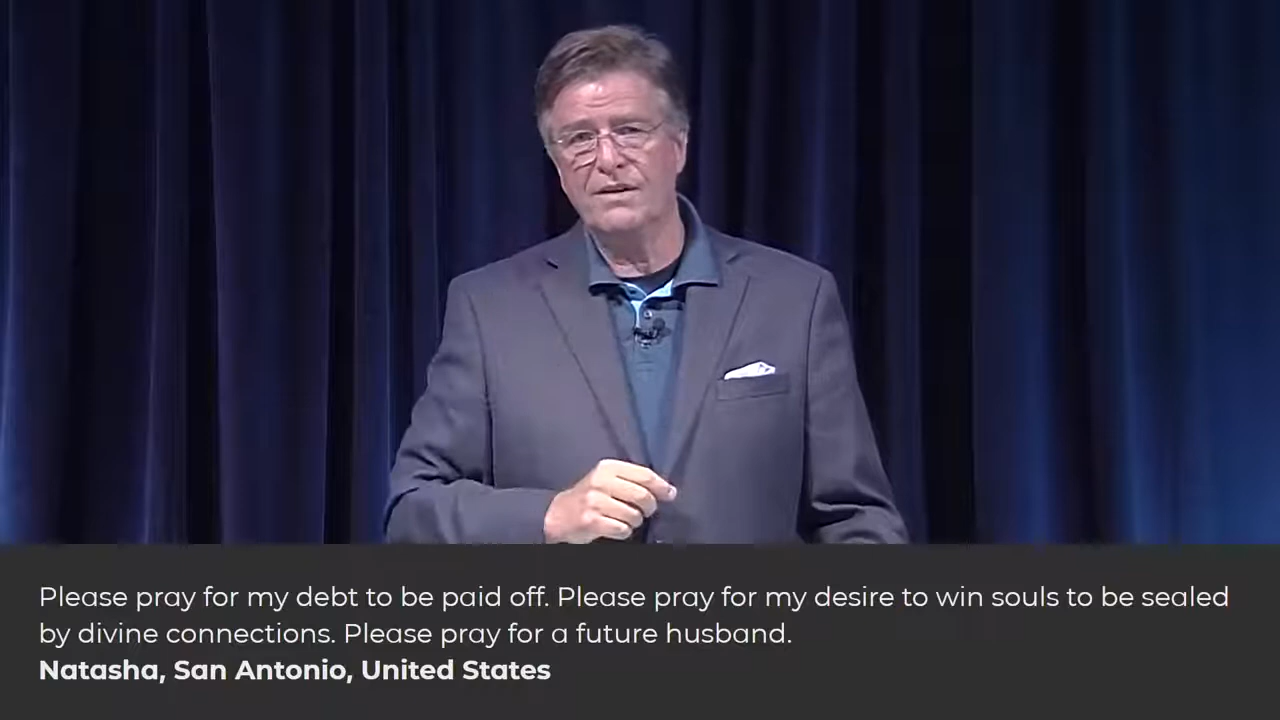 Please pray for my debt to be paid off. Please pray for my desire to win souls to be sealed
by divine connections. Please pray for a future husband.
Natasha, San Antonio, United States